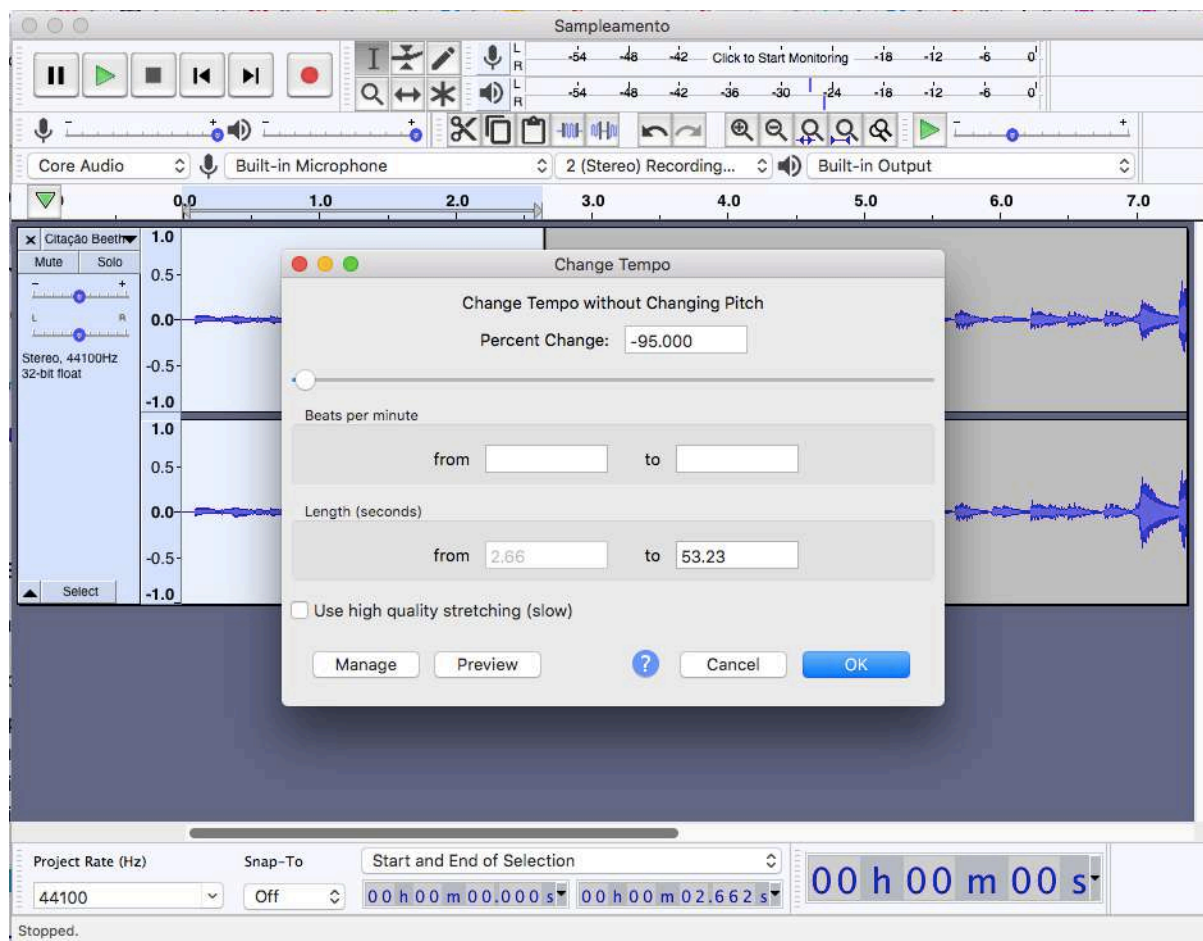 Sampleamento
L
R
-54 -48 -42 Click to Start Monitoring -18 -12 -6 0
L
R
-54 -48 -42 -36 -30 -24 -18 -12 -6 0
- + - + - +
Core Audio Built-in Microphone 2 (Stereo) Recording... Built-in Output
0.0 1.0 2.0 3.0 4.0 5.0 6.0 7.0
x Citação Beeth
Mute Solo
- +
L R
Stereo, 44100Hz
32-bit float
Select
1.0
0.5
0.0
-0.5
-1.0
1.0
0.5
0.0
-0.5
-1.0
Change Tempo
Change Tempo without Changing Pitch
Percent Change: -95.000
Beats per minute
from to
Length (seconds)
from 2.66 to 53.23
Use high quality stretching (slow)
Manage Preview ? Cancel OK
Project Rate (Hz) Snap-To Start and End of Selection
44100 Off 00 h 00 m 00.000 s 00 h 00 m 02.662 s 00 h 00 m 00 s
Stopped.